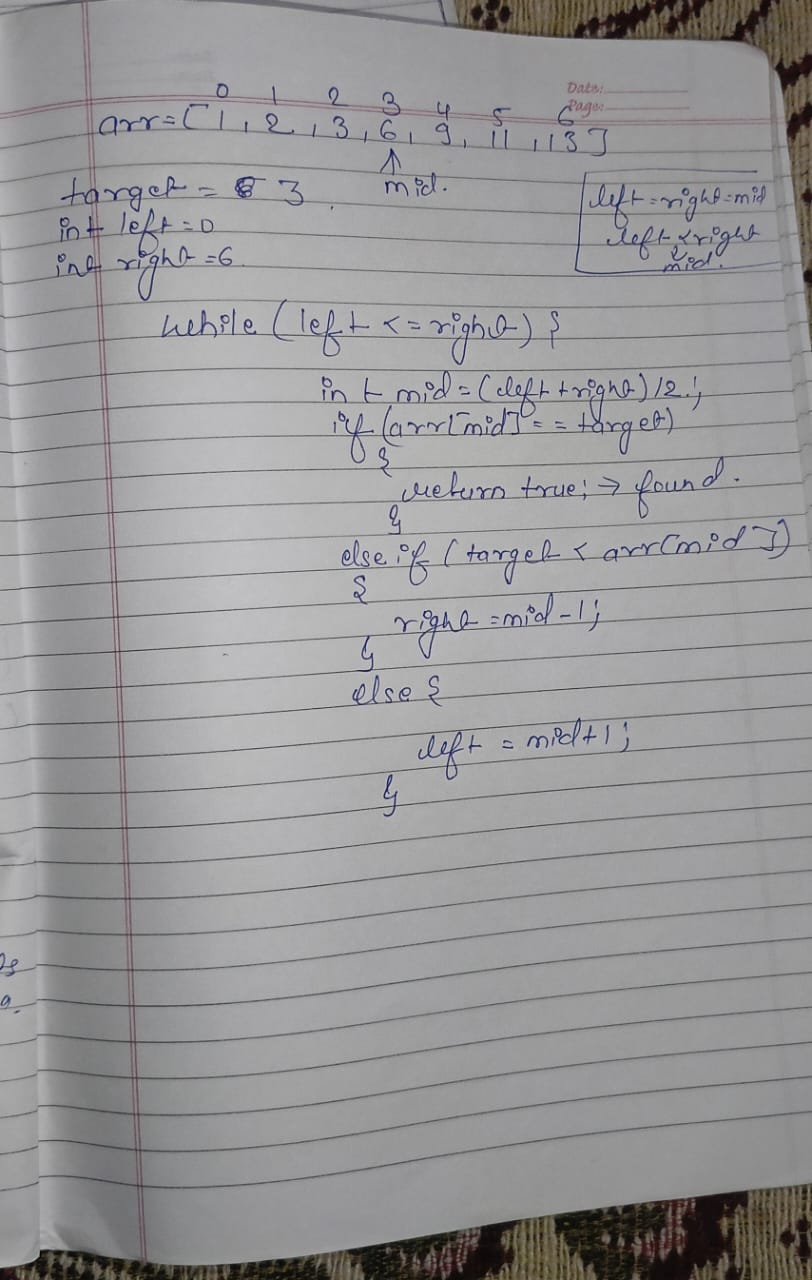 Date:
Page:
0 1 2 3 4 5 6
arr=[1,2,3,6,9,11,13]
mid.
target = 3
left=right=mid
int left=0
left<right
int right=6
mid.
while (left <= right) {
int mid=(left+right)/2;
if (arr[mid]==target)
{
return true; → found.
}
else if (target < arr[mid])
{
right=mid-1;
}
else {
left = mid+1;
}